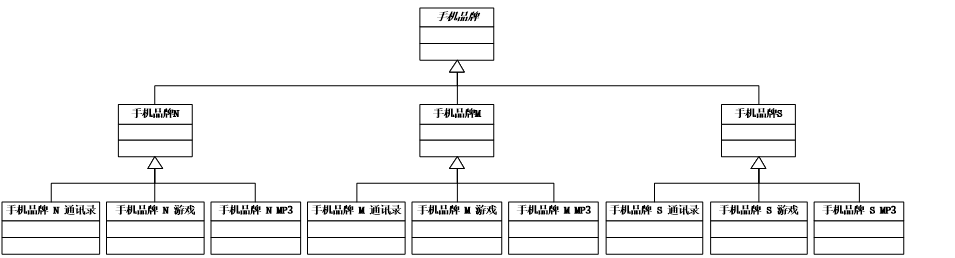 手机品牌
手机品牌N
手机品牌M
手机品牌S
手机品牌 N 通讯录
手机品牌 N 游戏
手机品牌 N MP3
手机品牌 M 通讯录
手机品牌 M 游戏
手机品牌 M MP3
手机品牌 S 通讯录
手机品牌 S 游戏
手机品牌 S MP3